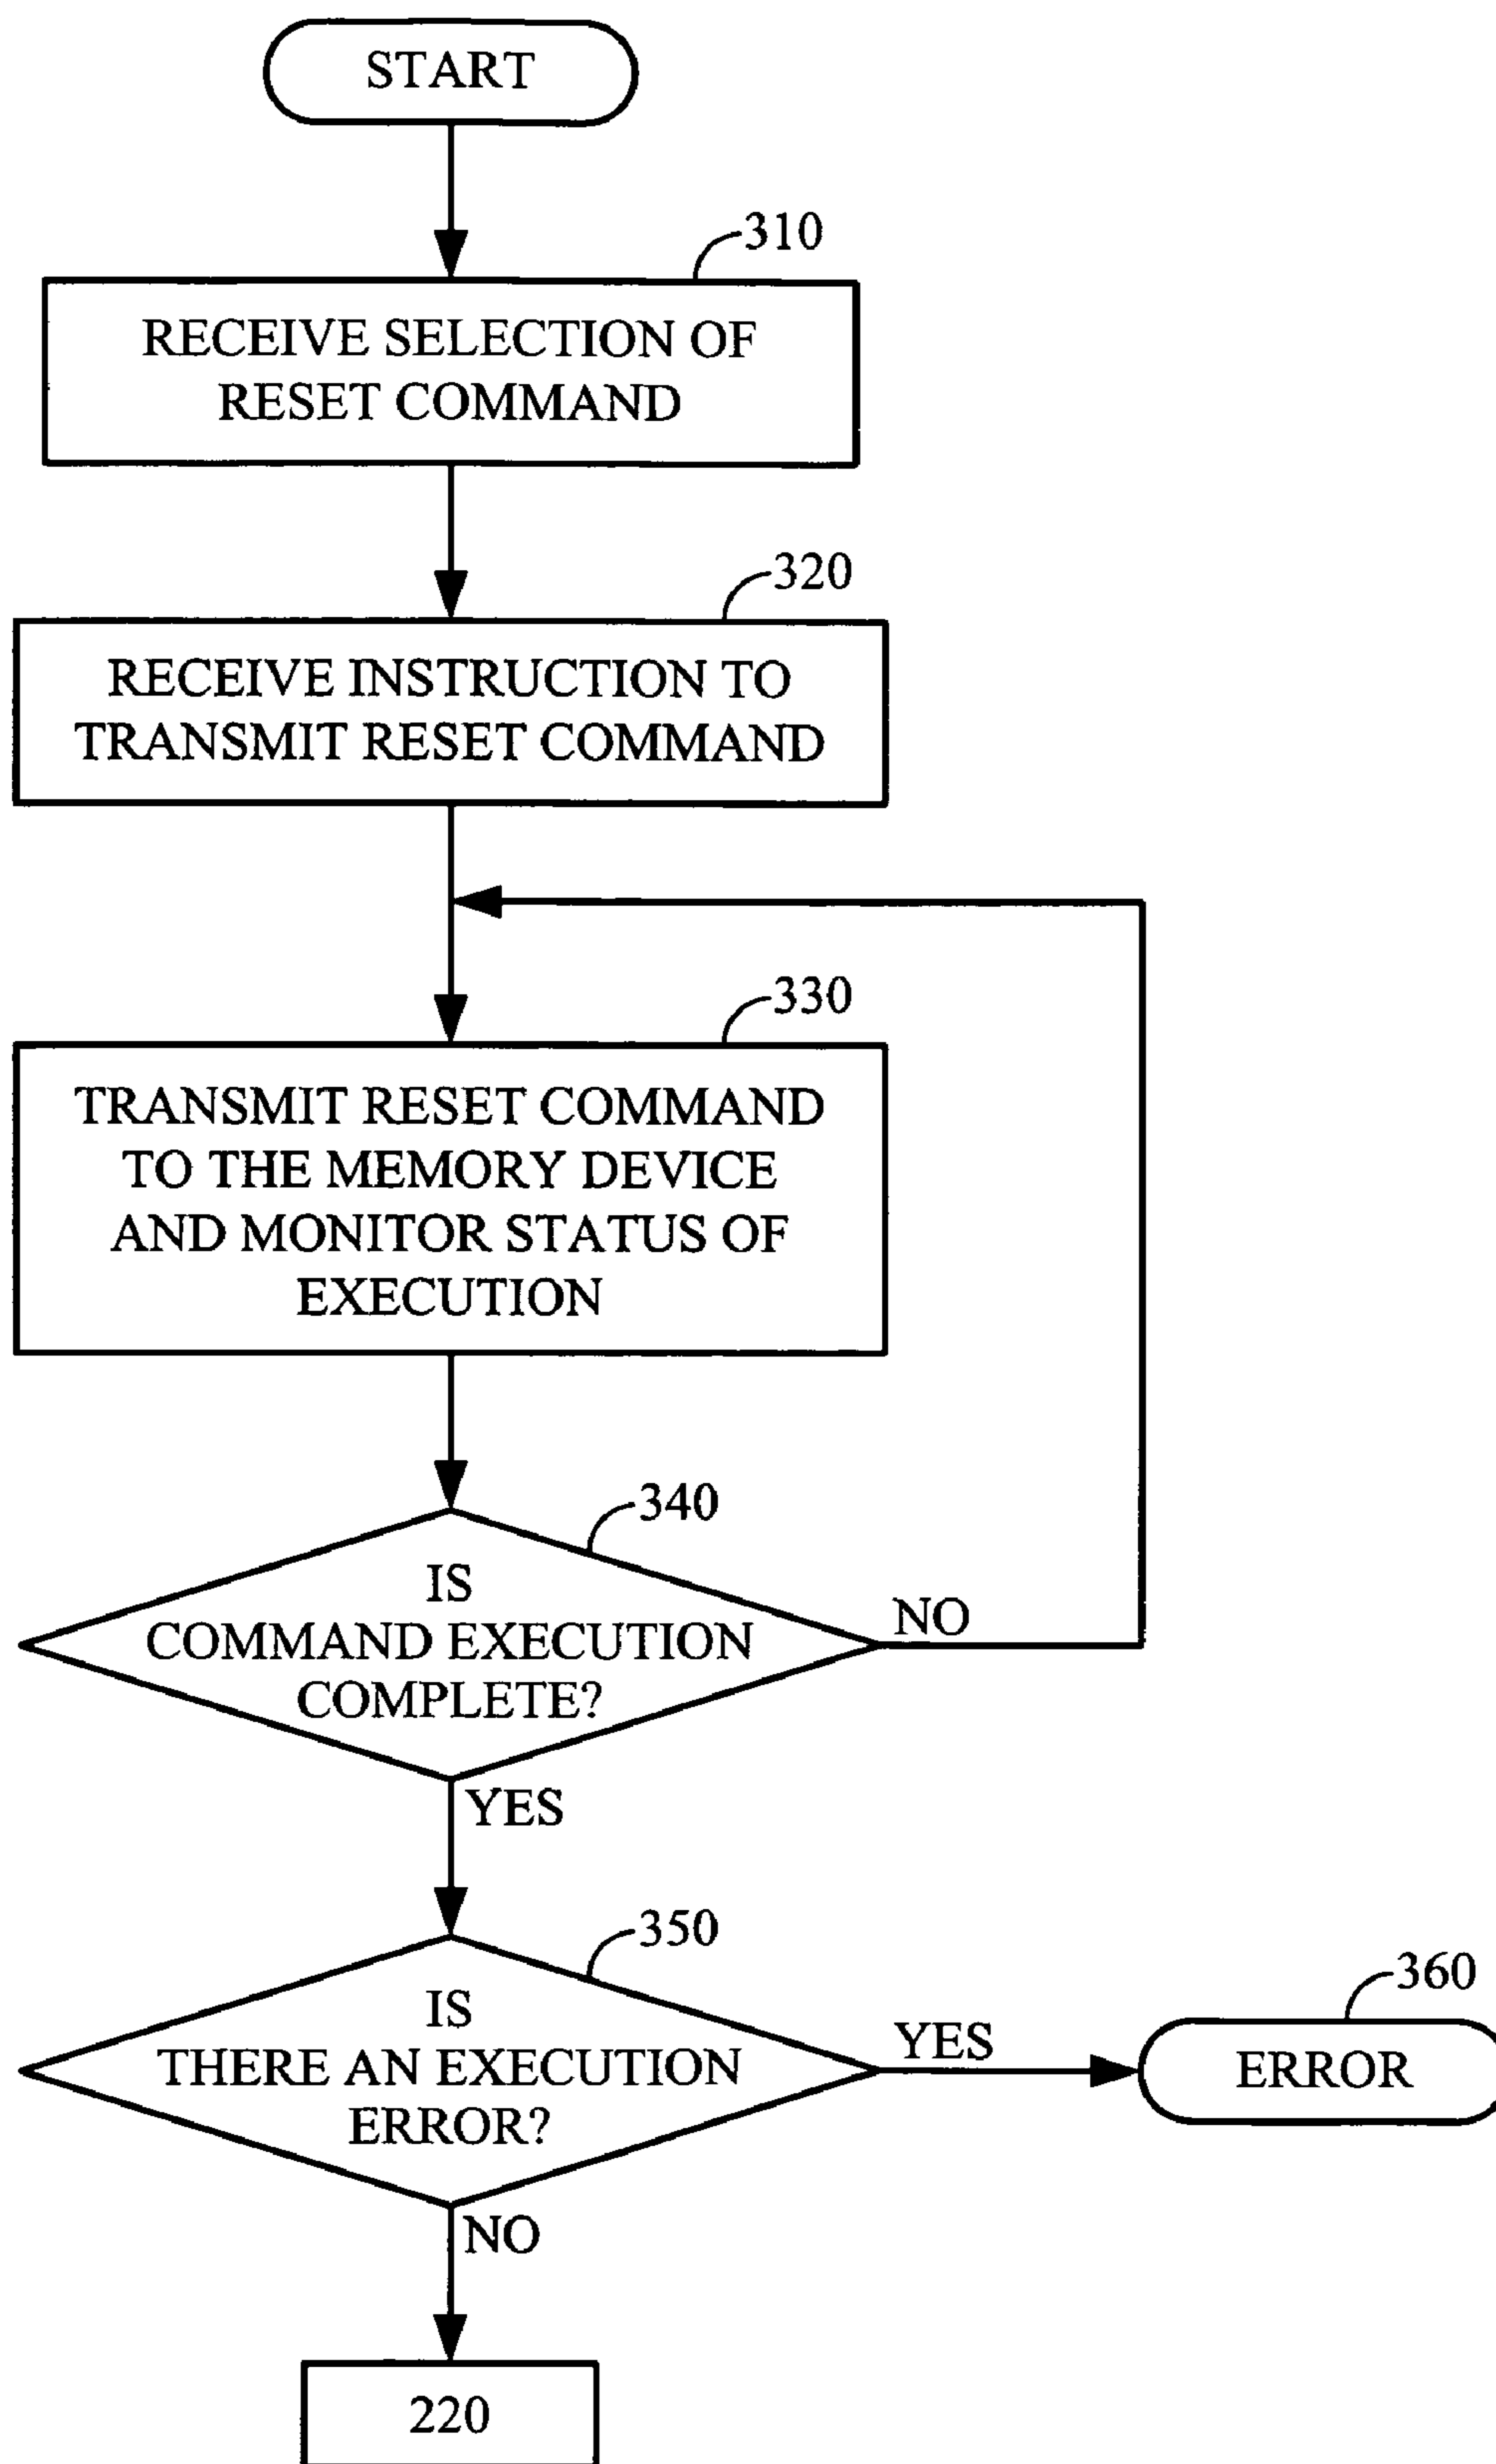 START
310
RECEIVE SELECTION OF
RESET COMMAND
320
RECEIVE INSTRUCTION TO
TRANSMIT RESET COMMAND
330
TRANSMIT RESET COMMAND
TO THE MEMORY DEVICE
AND MONITOR STATUS OF
EXECUTION
340
IS
COMMAND EXECUTION
COMPLETE?
NO
YES
350
IS
THERE AN EXECUTION
ERROR?
YES
360
ERROR
NO
220